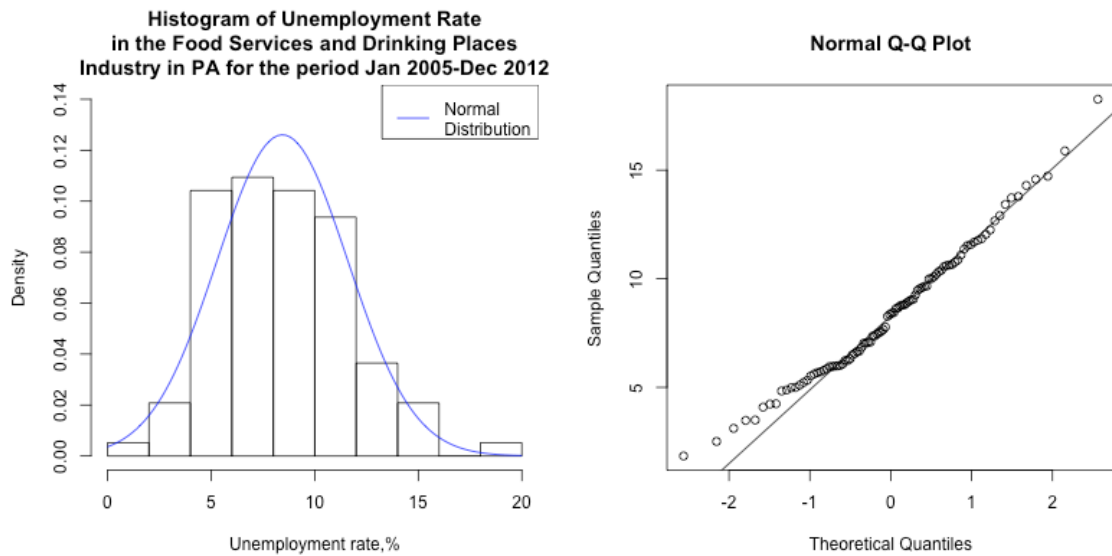 Histogram of Unemployment Rate
in the Food Services and Drinking Places
Industry in PA for the period Jan 2005-Dec 2012
Normal
Distribution
Density
0.00 0.02 0.04 0.06 0.08 0.10 0.12 0.14
0 5 10 15 20
Unemployment rate,%
Normal Q-Q Plot
Sample Quantiles
5 10 15
-2 -1 0 1 2
Theoretical Quantiles